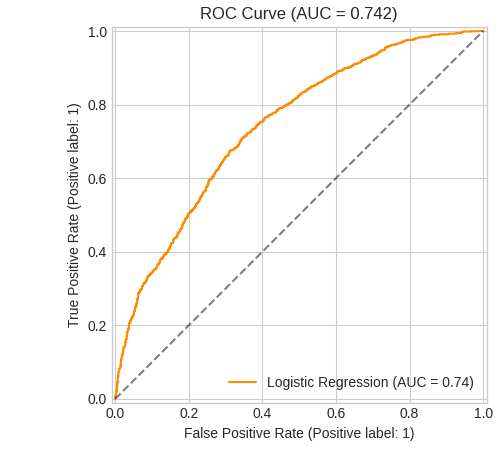 ROC Curve (AUC = 0.742)
True Positive Rate (Positive label: 1)
1.0
0.8
0.6
0.4
0.2
0.0
0.0 0.2 0.4 0.6 0.8 1.0
Logistic Regression (AUC = 0.74)
False Positive Rate (Positive label: 1)